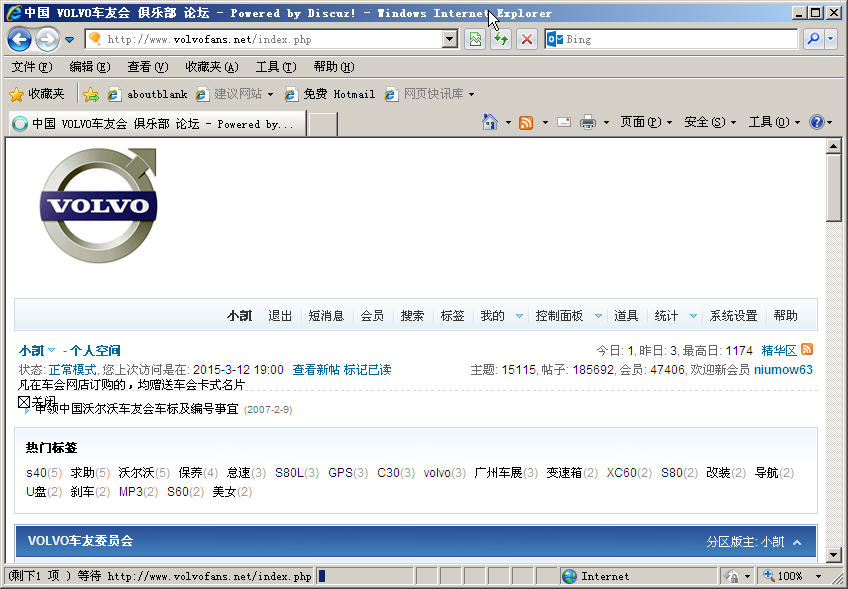 中国 VOLVO车友会 俱乐部 论坛 - Powered by Discuz! - Windows Internet Explorer
http://www.volvofans.net/index.php
Bing
文件(F) 编辑(E) 查看(V) 收藏夹(A) 工具(T) 帮助(H)
收藏夹 aboutblank 建议网站 免费 Hotmail 网页快讯库
中国 VOLVO车友会 俱乐部 论坛 - Powered by... 页面(P) 安全(S) 工具(O)
VOLVO
小凯 退出 短消息 会员 搜索 标签 我的 控制面板 道具 统计 系统设置 帮助
小凯 - 个人空间 今日: 1, 昨日: 3, 最高日: 1174 精华区
状态: 正常模式, 您上次访问是在: 2015-3-12 19:00 查看新帖 标记已读 主题: 15115, 帖子: 185692, 会员: 47406, 欢迎新会员 niumow63
凡在车会网店订购的，均赠送车会卡式名片
关闭
申领中国沃尔沃车友会车标及编号事宜 (2007-2-9)
热门标签
s40(5) 求助(5) 沃尔沃(5) 保养(4) 怠速(3) S80L(3) GPS(3) C30(3) volvo(3) 广州车展(3) 变速箱(2) XC60(2) S80(2) 改装(2) 导航(2)
U盘(2) 刹车(2) MP3(2) S60(2) 美女(2)
VOLVO车友委员会 分区版主: 小凯
(剩下1 项 ) 等待 http://www.volvofans.net/index.php Internet 100%